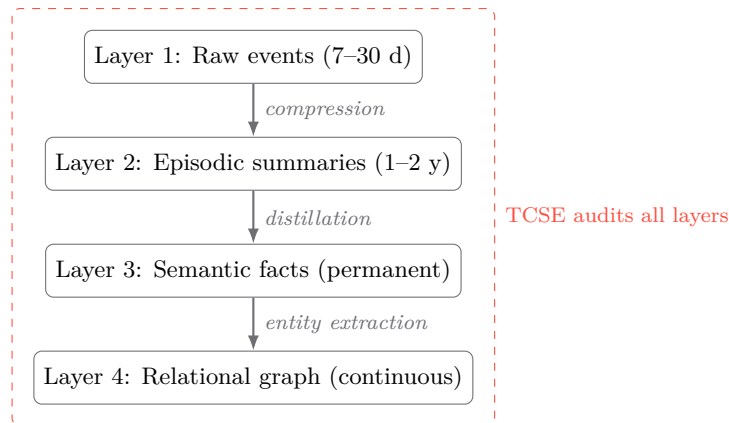 Layer 1: Raw events (7–30 d)
compression
Layer 2: Episodic summaries (1–2 y)
distillation
TCSE audits all layers
Layer 3: Semantic facts (permanent)
entity extraction
Layer 4: Relational graph (continuous)